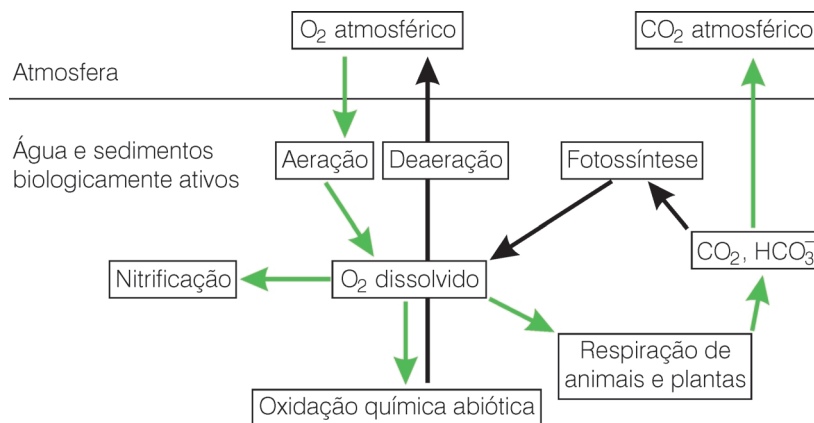 O₂ atmosférico
CO₂ atmosférico
Atmosfera
Água e sedimentos
biologicamente ativos
Aeração
Deaeração
Fotossíntese
CO₂, HCO₃⁻
Nitrificação
O₂ dissolvido
Respiração de
animais e plantas
Oxidação química abiótica